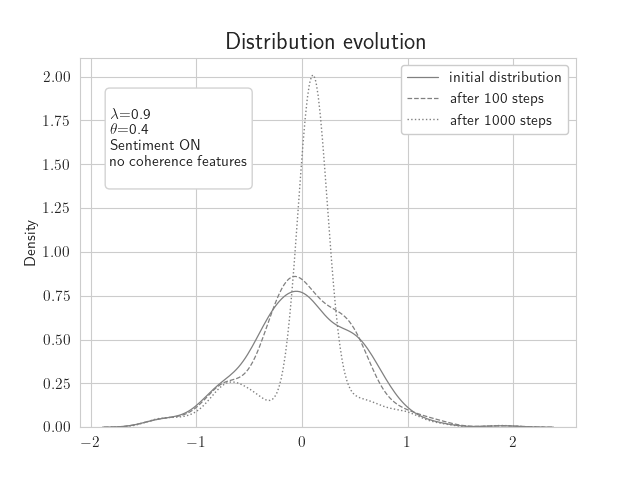 Distribution evolution
initial distribution
after 100 steps
after 1000 steps
λ=0.9
θ=0.4
Sentiment ON
no coherence features
Density
2.00
1.75
1.50
1.25
1.00
0.75
0.50
0.25
0.00
−2 −1 0 1 2